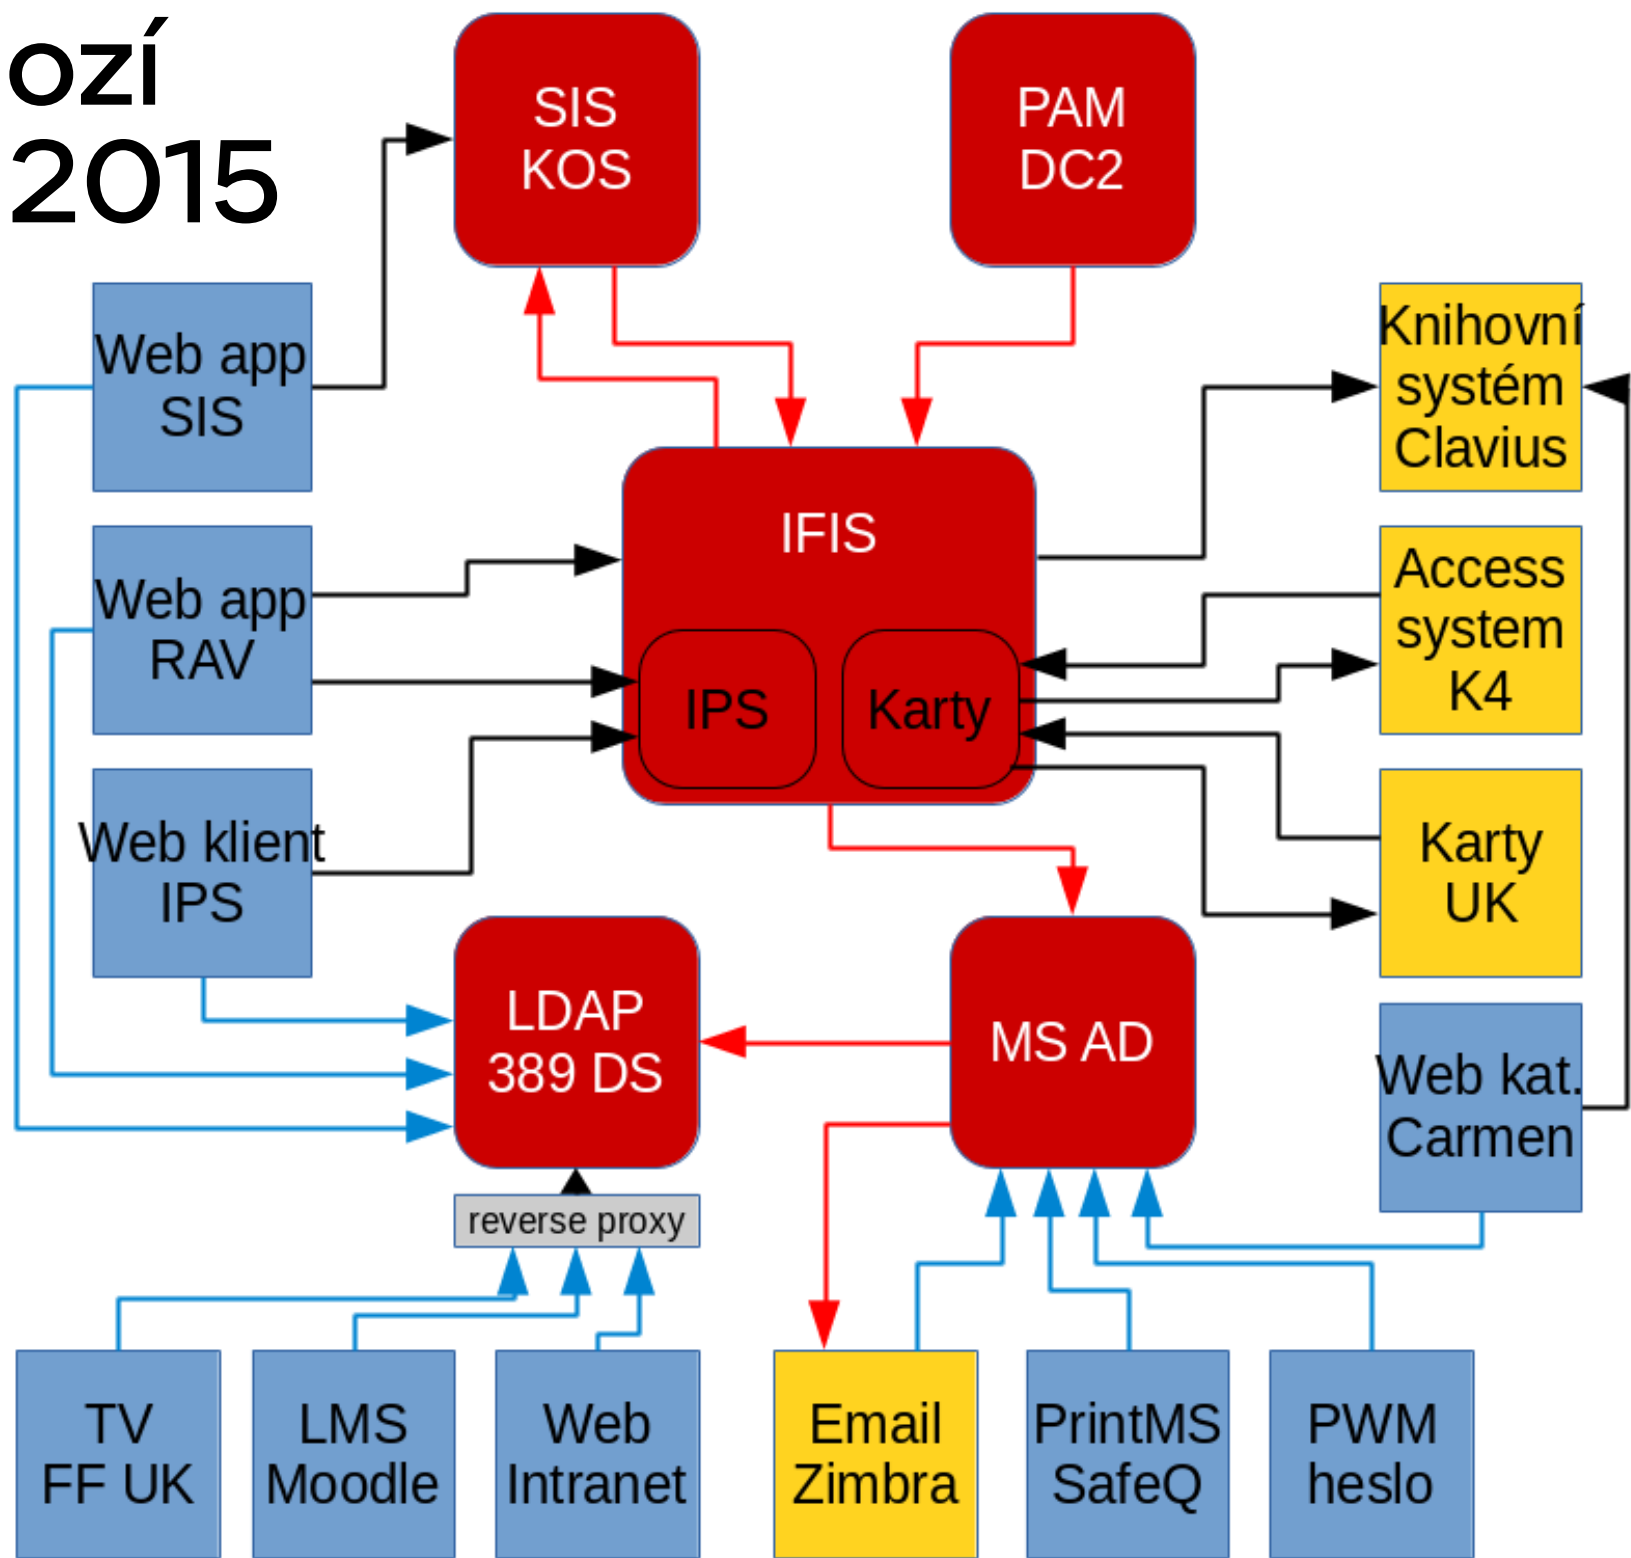 ozí
2015
SIS
KOS
PAM
DC2
Web app
SIS
Knihovní
systém
Clavius
IFIS
Web app
RAV
Access
system
K4
IPS
Karty
Web klient
IPS
Karty
UK
LDAP
389 DS
MS AD
Web kat.
Carmen
reverse proxy
TV
FF UK
LMS
Moodle
Web
Intranet
Email
Zimbra
PrintMS
SafeQ
PWM
heslo